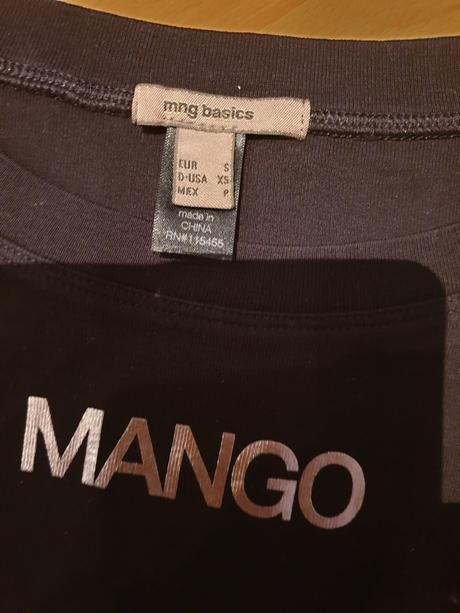 mng basics
EUR S
D-USA XS
MEX P
made in
CHINA
RN#115455
MANGO